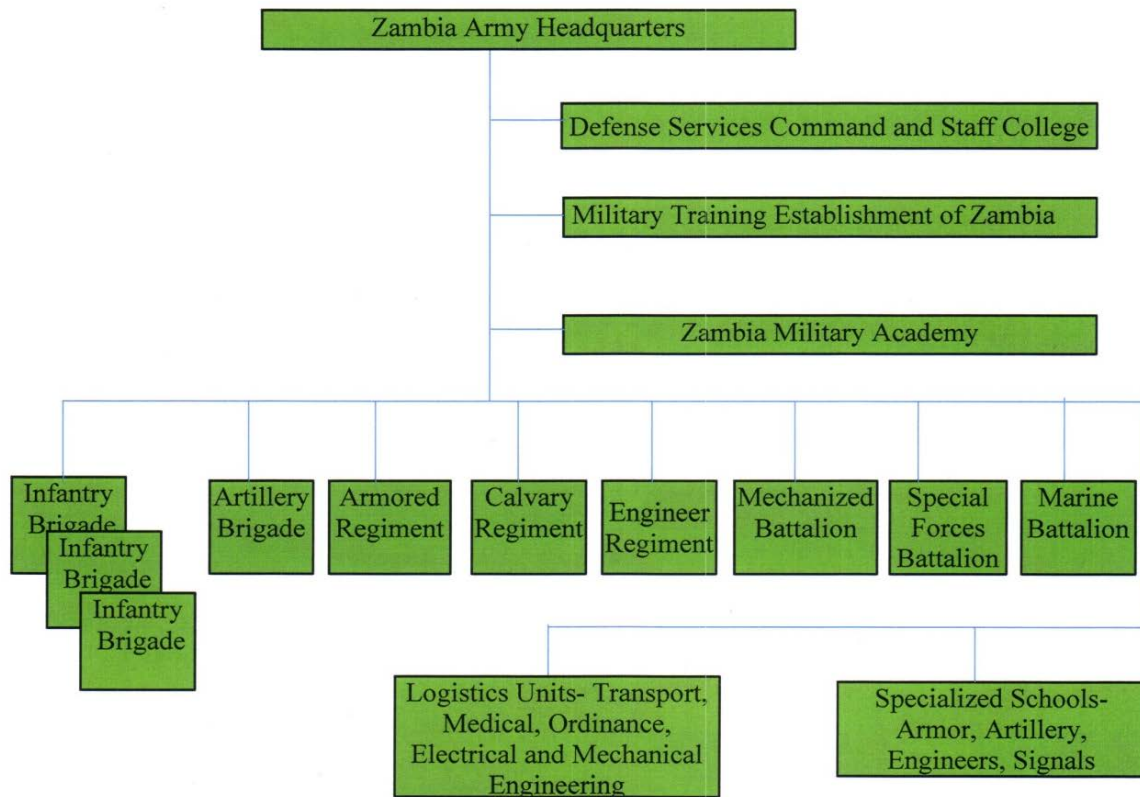 Zambia Army Headquarters
Defense Services Command and Staff College
Military Training Establishment of Zambia
Zambia Military Academy
Infantry
Brigade
Infantry
Brigade
Infantry
Brigade
Artillery
Brigade
Armored
Regiment
Calvary
Regiment
Engineer
Regiment
Mechanized
Battalion
Special
Forces
Battalion
Marine
Battalion
Logistics Units- Transport,
Medical, Ordinance,
Electrical and Mechanical
Engineering
Specialized Schools-
Armor, Artillery,
Engineers, Signals